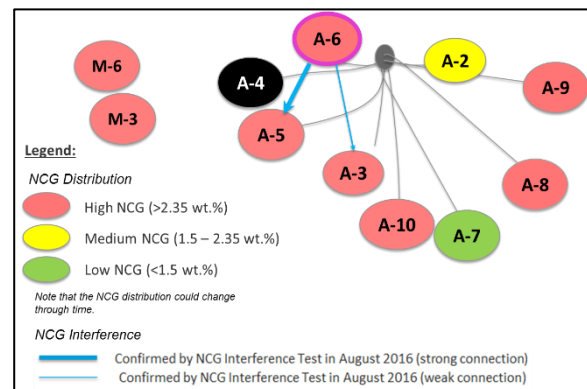 A-6
M-6
A-2
A-4
A-9
M-3
A-5
Legend:
A-3
NCG Distribution
A-8
High NCG (>2.35 wt.%)
A-10
A-7
Medium NCG (1.5 – 2.35 wt.%)
Low NCG (<1.5 wt.%)
Note that the NCG distribution could change
through time.
NCG Interference
Confirmed by NCG Interference Test in August 2016 (strong connection)
Confirmed by NCG Interference Test in August 2016 (weak connection)